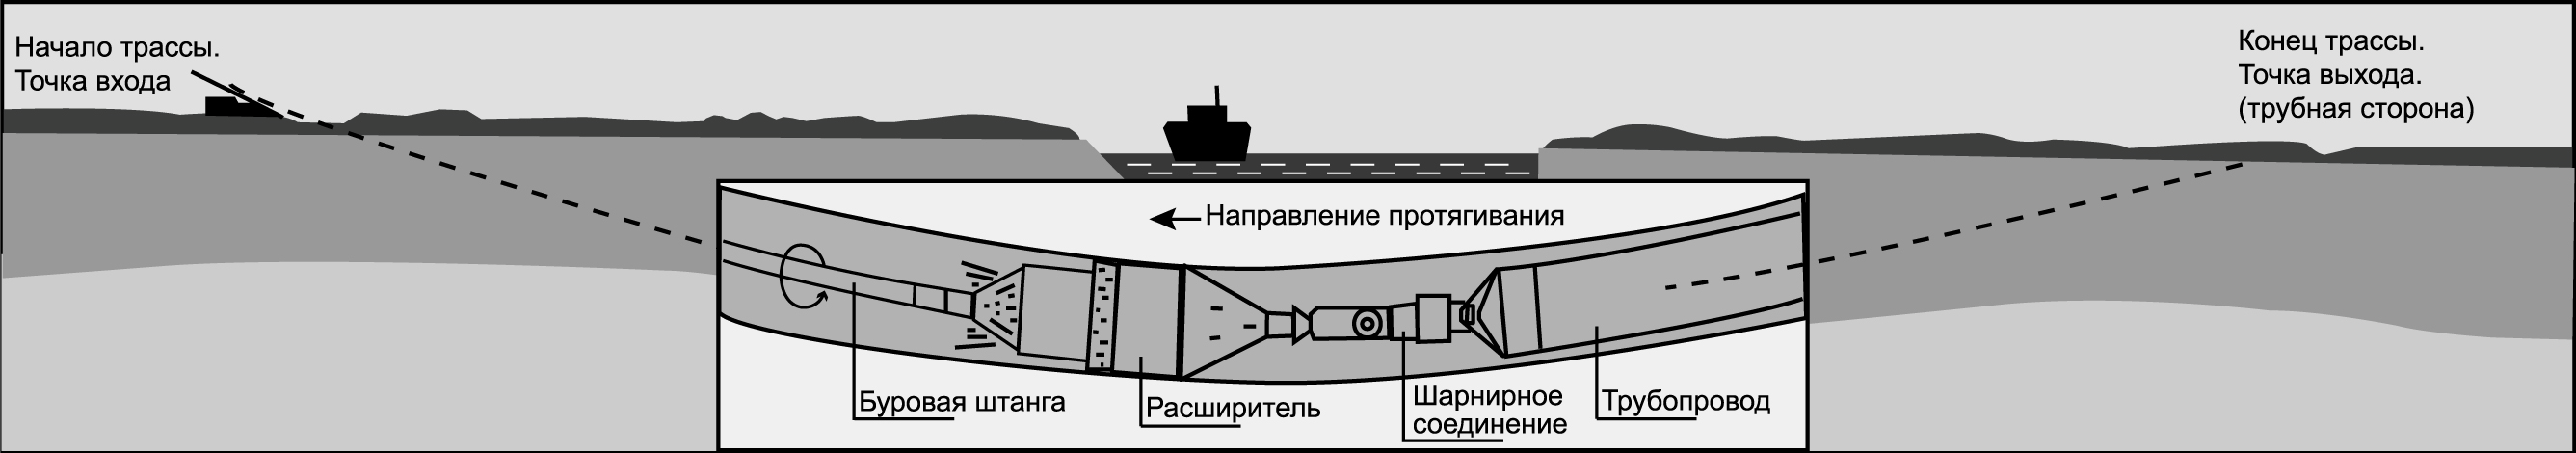 Начало трассы.
Точка входа
Конец трассы.
Точка выхода.
(трубная сторона)
Направление протягивания
Буровая штанга
Расширитель
Шарнирное
соединение
Трубопровод